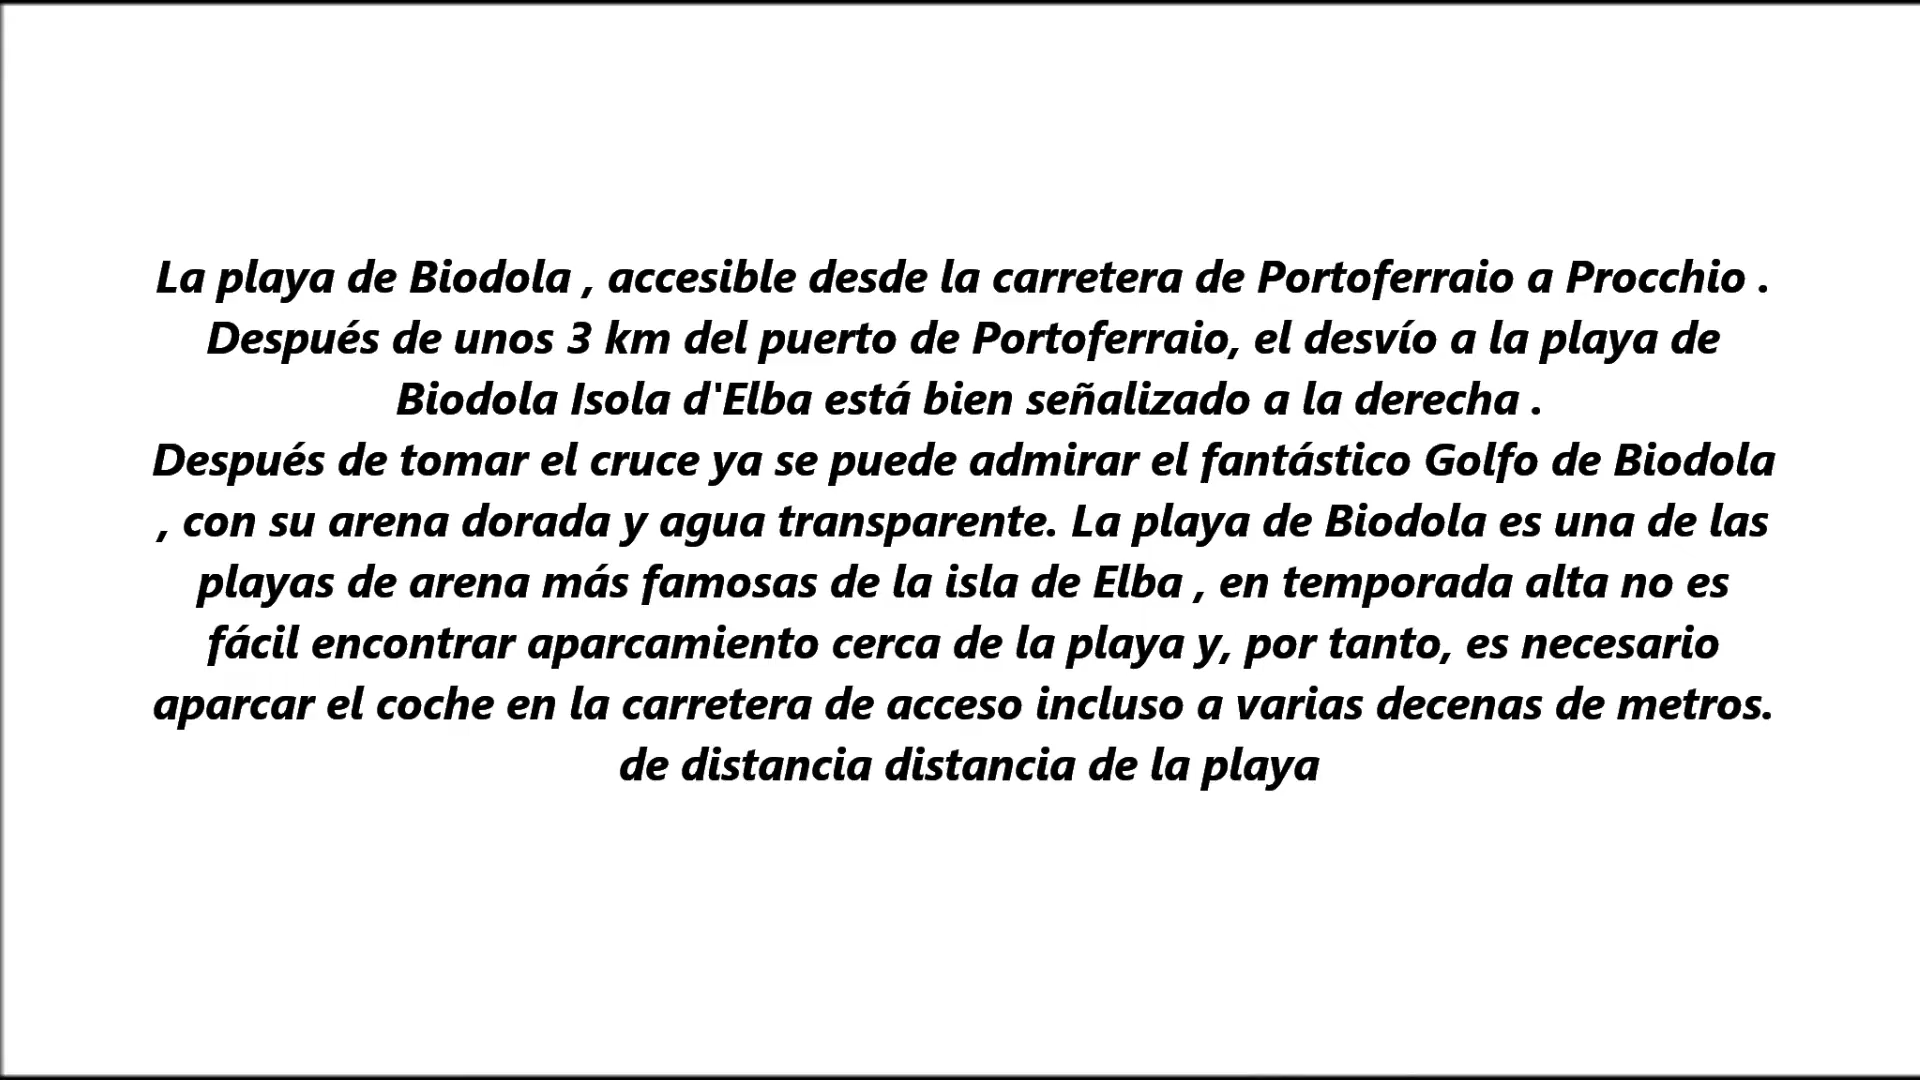 La playa de Biodola , accesible desde la carretera de Portoferraio a Procchio .
Después de unos 3 km del puerto de Portoferraio, el desvío a la playa de
Biodola Isola d'Elba está bien señalizado a la derecha .
Después de tomar el cruce ya se puede admirar el fantástico Golfo de Biodola
, con su arena dorada y agua transparente. La playa de Biodola es una de las
playas de arena más famosas de la isla de Elba , en temporada alta no es
fácil encontrar aparcamiento cerca de la playa y, por tanto, es necesario
aparcar el coche en la carretera de acceso incluso a varias decenas de metros.
de distancia distancia de la playa